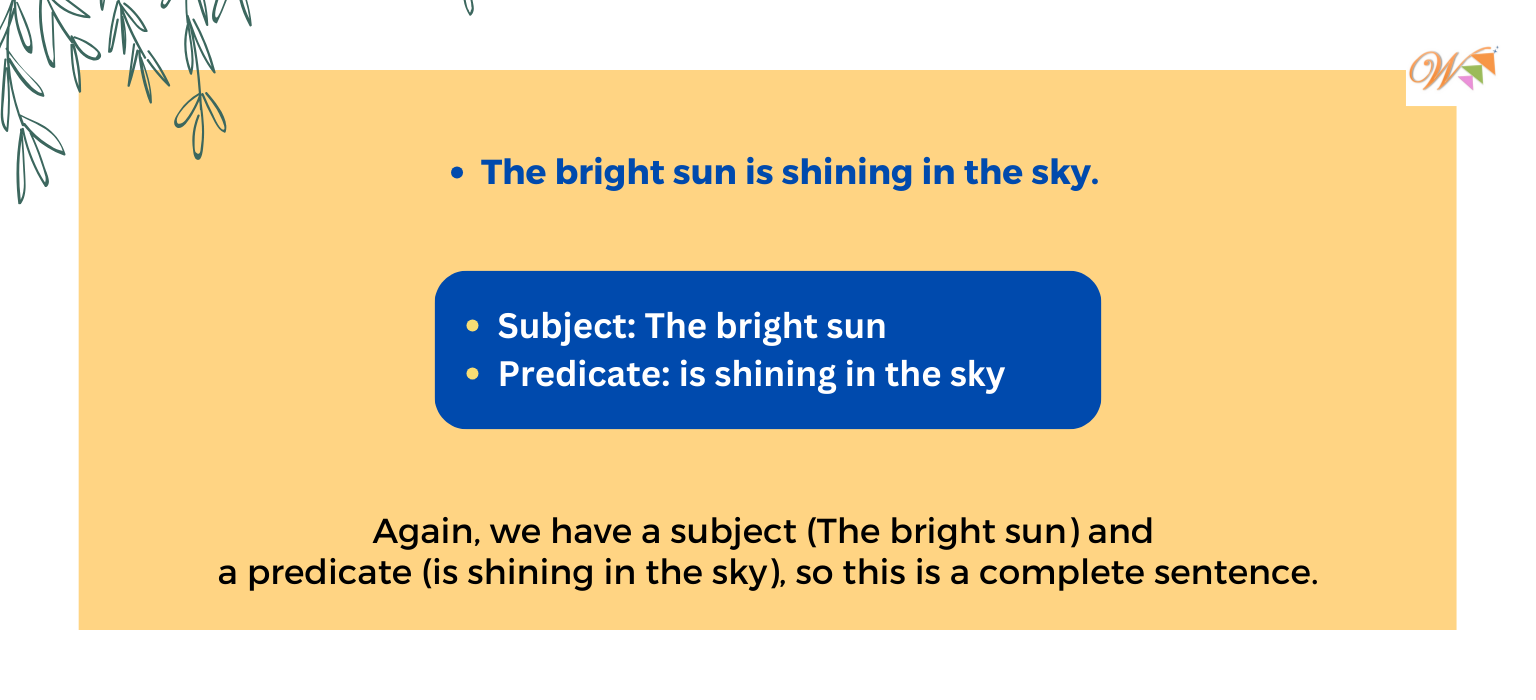 W
• The bright sun is shining in the sky.
• Subject: The bright sun
• Predicate: is shining in the sky
Again, we have a subject (The bright sun) and
a predicate (is shining in the sky), so this is a complete sentence.